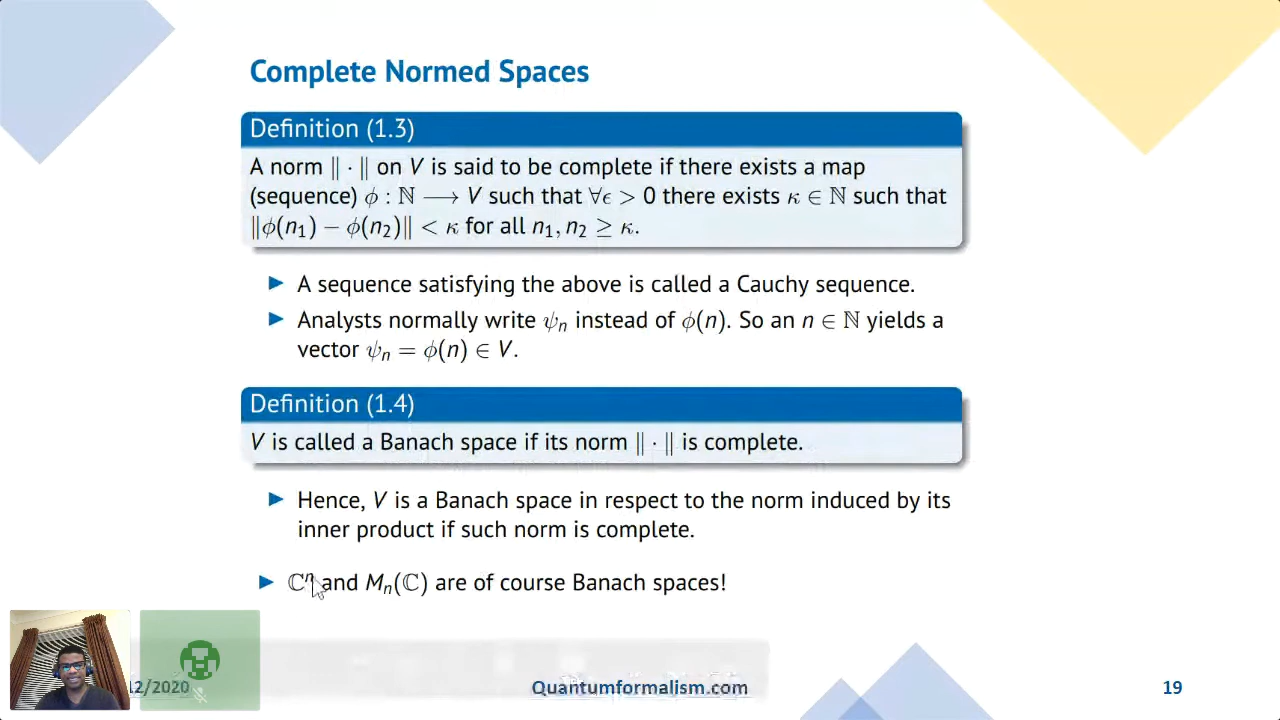 Complete Normed Spaces
Definition (1.3)
A norm ‖ · ‖ on V is said to be complete if there exists a map
(sequence) ϕ : ℕ ⟶ V such that ∀ϵ > 0 there exists κ ∈ ℕ such that
‖ϕ(n₁) − ϕ(n₂)‖ < κ for all n₁, n₂ ≥ κ.
► A sequence satisfying the above is called a Cauchy sequence.
► Analysts normally write ψₙ instead of ϕ(n). So an n ∈ ℕ yields a
vector ψₙ = ϕ(n) ∈ V.
Definition (1.4)
V is called a Banach space if its norm ‖ · ‖ is complete.
► Hence, V is a Banach space in respect to the norm induced by its
inner product if such norm is complete.
► ℂⁿ and Mₙ(ℂ) are of course Banach spaces!
12/2020
Quantumformalism.com
19